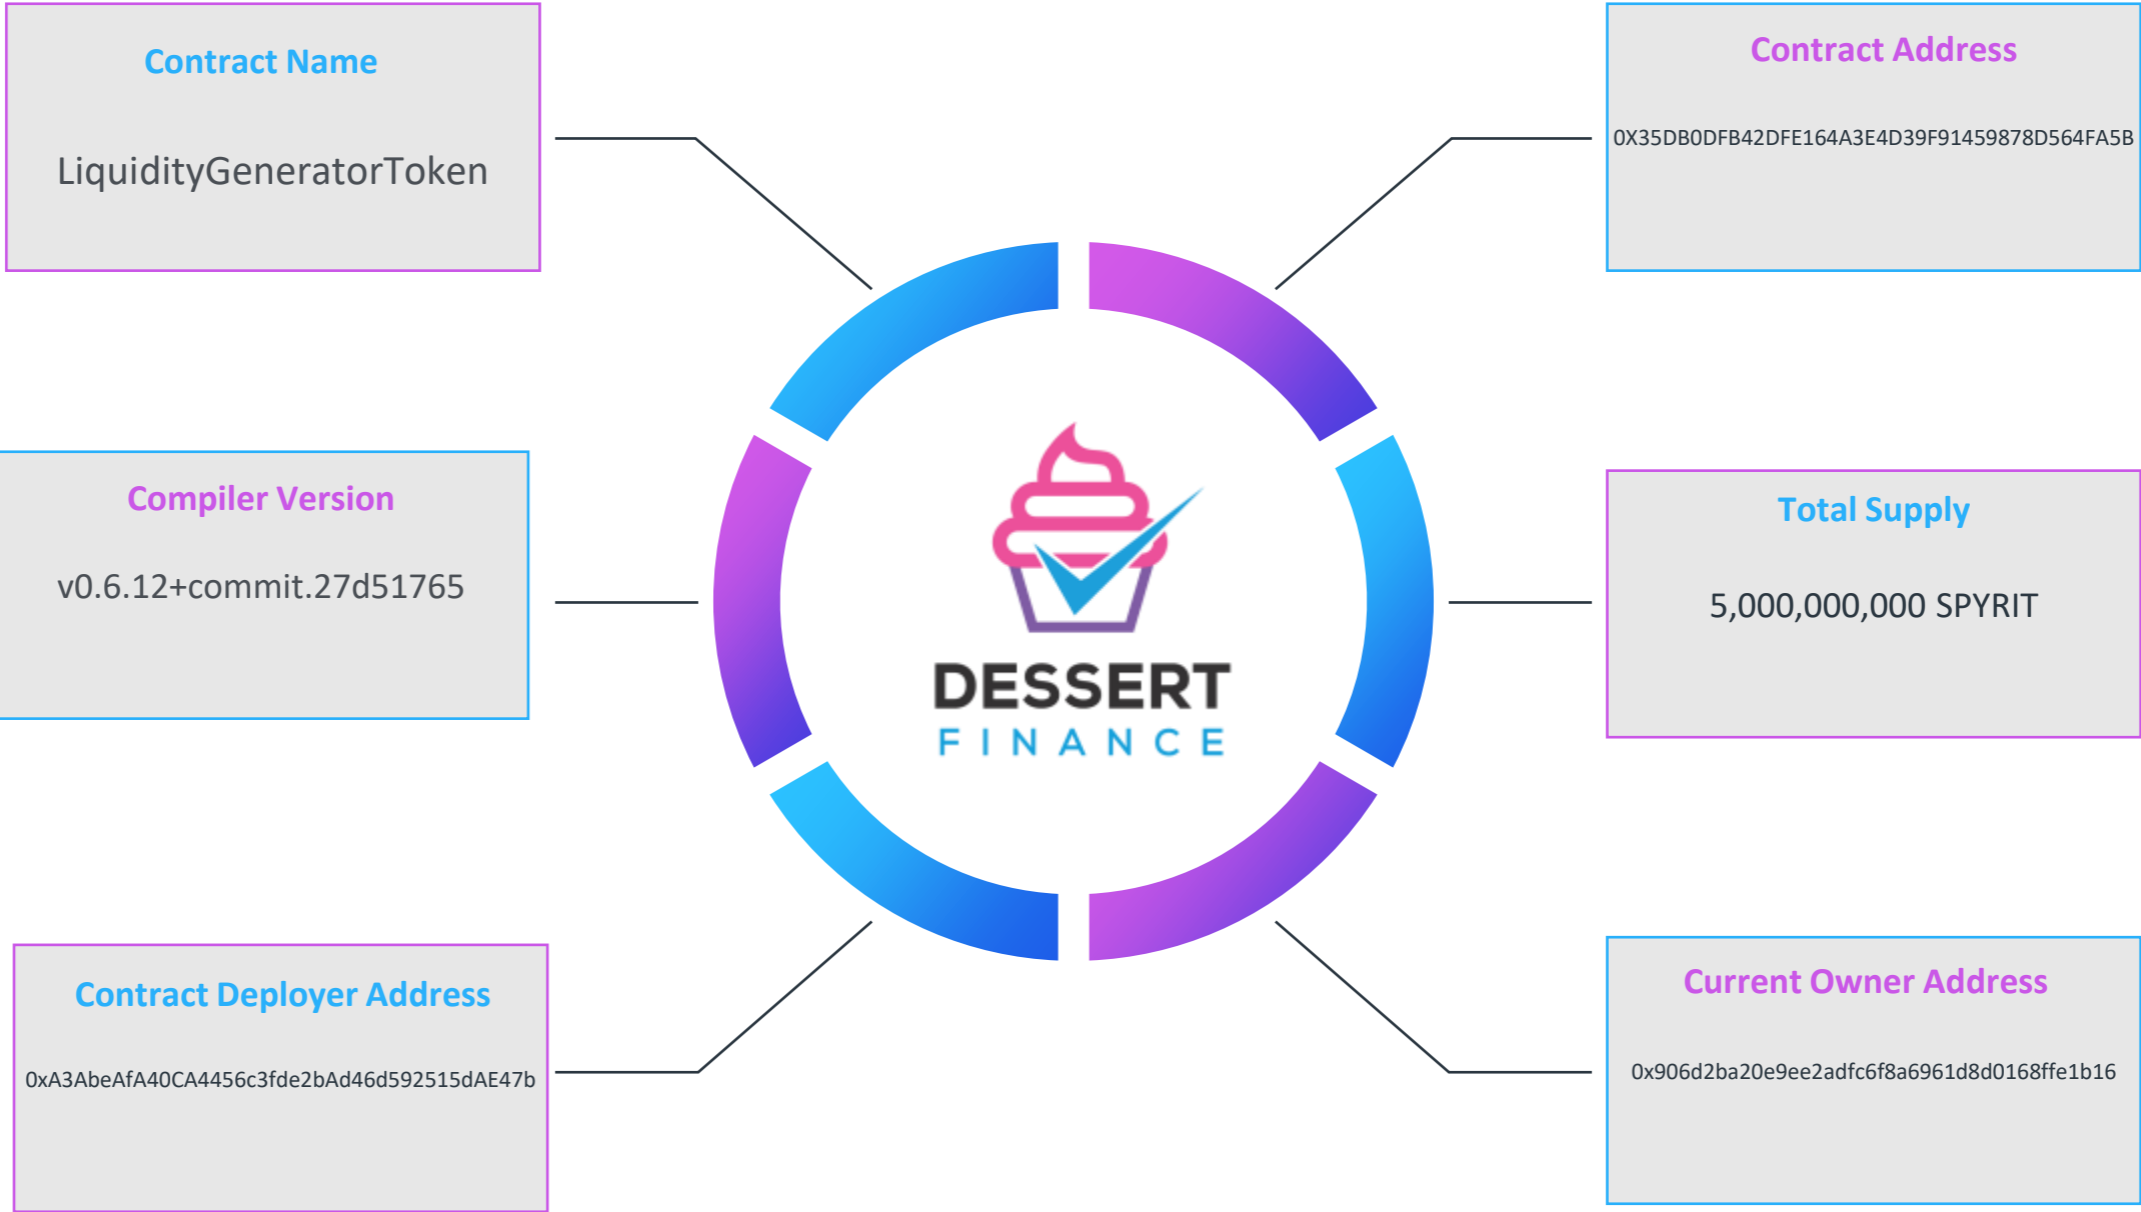 Contract Name
LiquidityGeneratorToken
Contract Address
0X35DB0DFB42DFE164A3E4D39F91459878D564FA5B
Compiler Version
v0.6.12+commit.27d51765
DESSERT
FINANCE
Total Supply
5,000,000,000 SPYRIT
Contract Deployer Address
0xA3AbeAfA40CA4456c3fde2bAd46d592515dAE47b
Current Owner Address
0x906d2ba20e9ee2adfc6f8a6961d8d0168ffe1b16